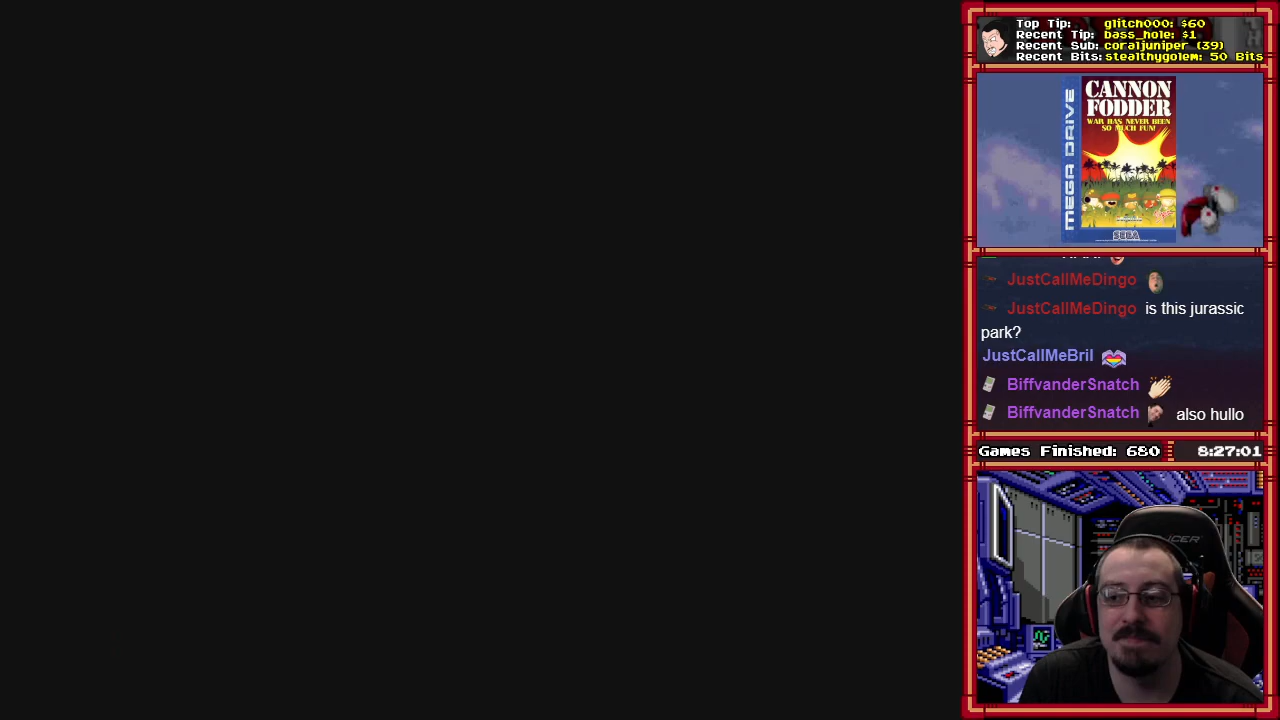 Top Tip: glitch000: $60
Recent Tip: bass_hole: $1
Recent Sub: coraljuniper (39)
Recent Bits: stealthygolem: 50 Bits
CANNON
FODDER
WAR HAS NEVER BEEN
SO MUCH FUN!
MEGA DRIVE
SEGA
JustCallMeDingo
JustCallMeDingo is this jurassic
park?
JustCallMeBril
BiffvanderSnatch
BiffvanderSnatch also hullo
Games Finished: 680 8:27:01